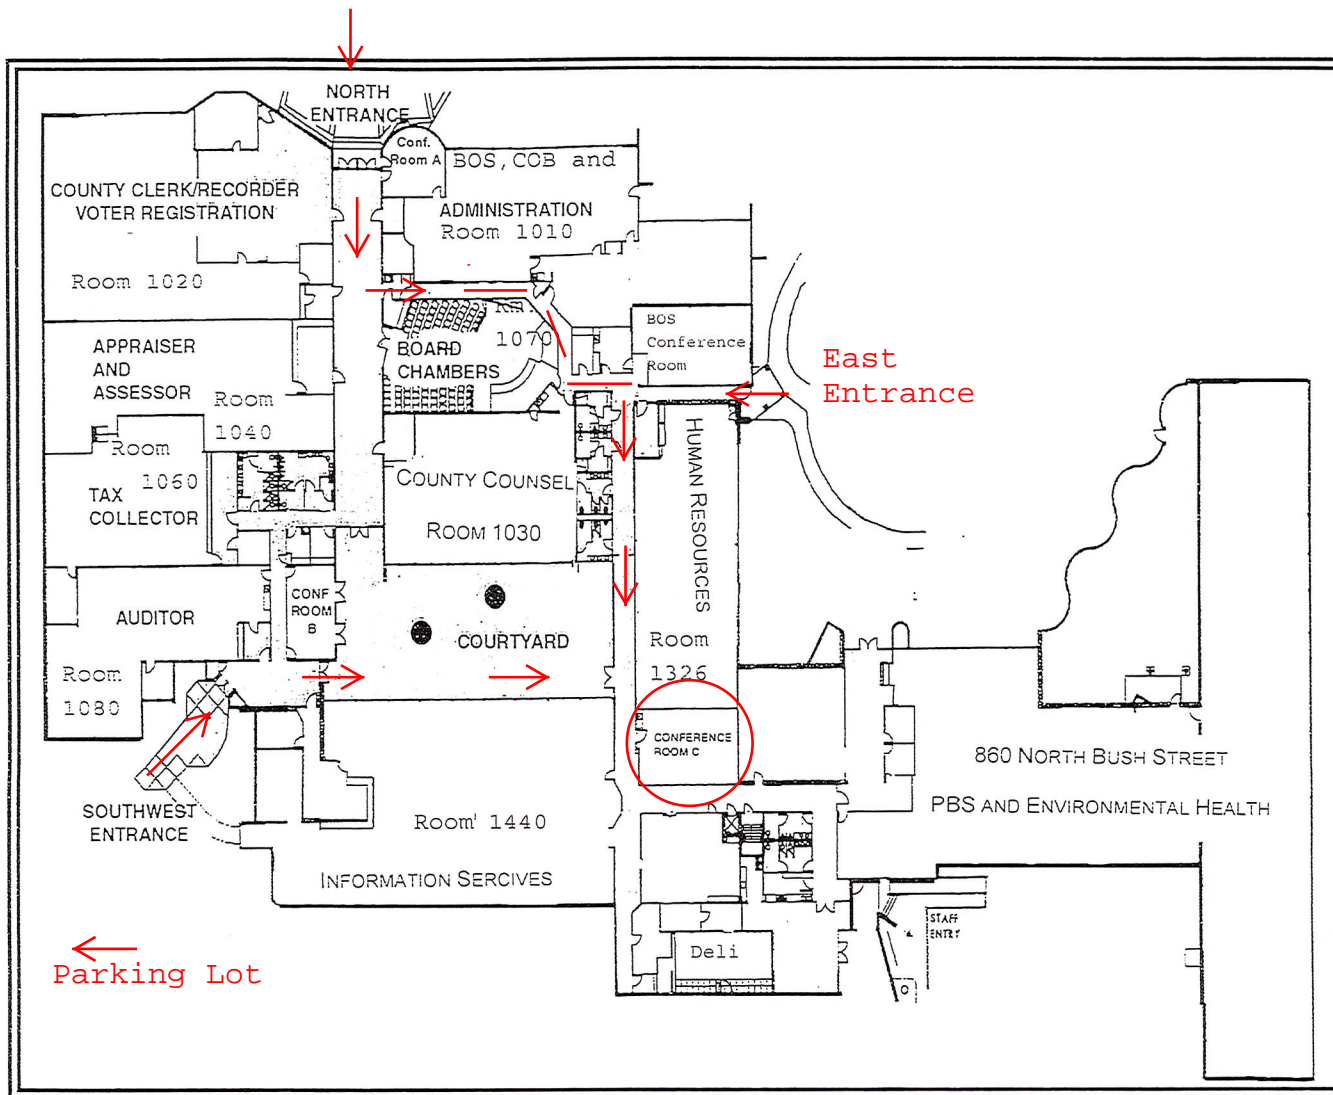 NORTH
ENTRANCE
Conf.
Room A
BOS, COB and
ADMINISTRATION
Room 1010
COUNTY CLERK/RECORDER
VOTER REGISTRATION
Room 1020
APPRAISER
AND
ASSESSOR
Room
1040
1070
BOARD
CHAMBERS
BOS
Conference
Room
East
Entrance
Room
1060
TAX
COLLECTOR
COUNTY COUNSEL
ROOM 1030
HUMAN RESOURCES
Room
1326
AUDITOR
Room
1080
CONF
ROOM
B
COURTYARD
CONFERENCE
ROOM C
SOUTHWEST
ENTRANCE
Room' 1440
INFORMATION SERCIVES
860 NORTH BUSH STREET
PBS AND ENVIRONMENTAL HEALTH
STAFF
ENTRY
Deli
Parking Lot